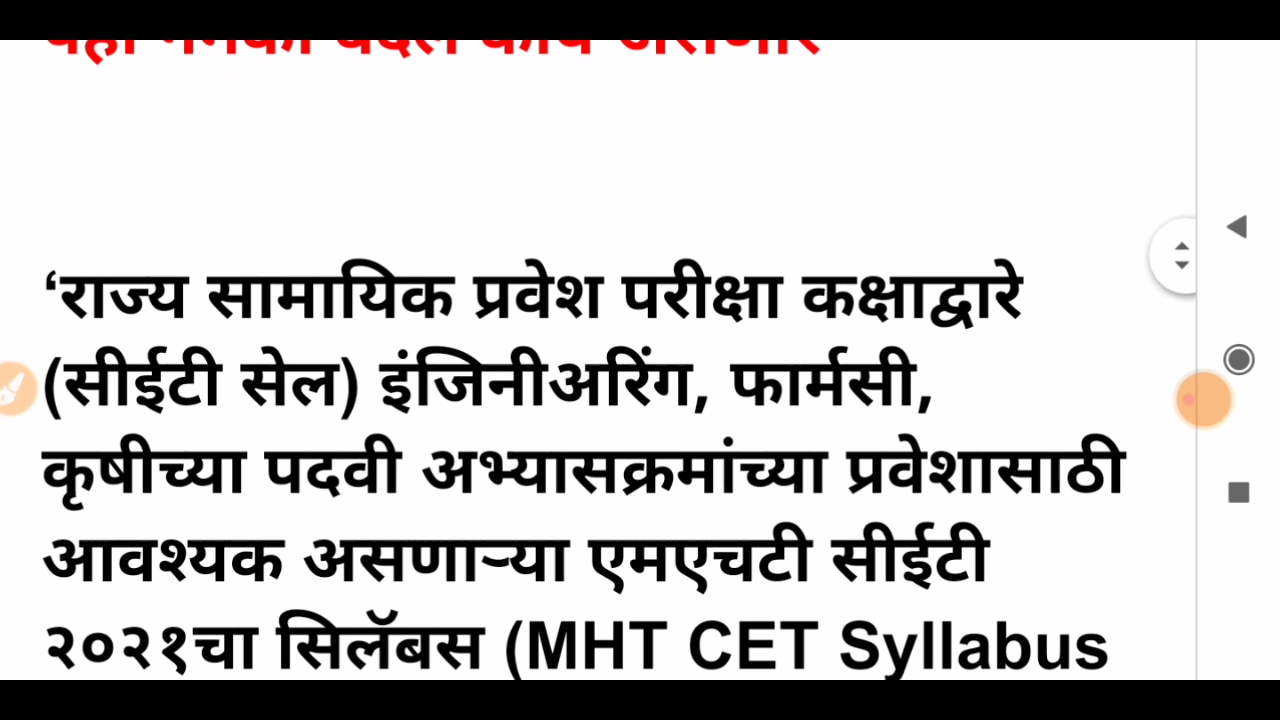 ‘राज्य सामायिक प्रवेश परीक्षा कक्षाद्वारे
(सीईटी सेल) इंजिनीअरिंग, फार्मसी,
कृषीच्या पदवी अभ्यासक्रमांच्या प्रवेशासाठी
आवश्यक असणाऱ्या एमएचटी सीईटी
२०२१चा सिलॅबस (MHT CET Syllabus